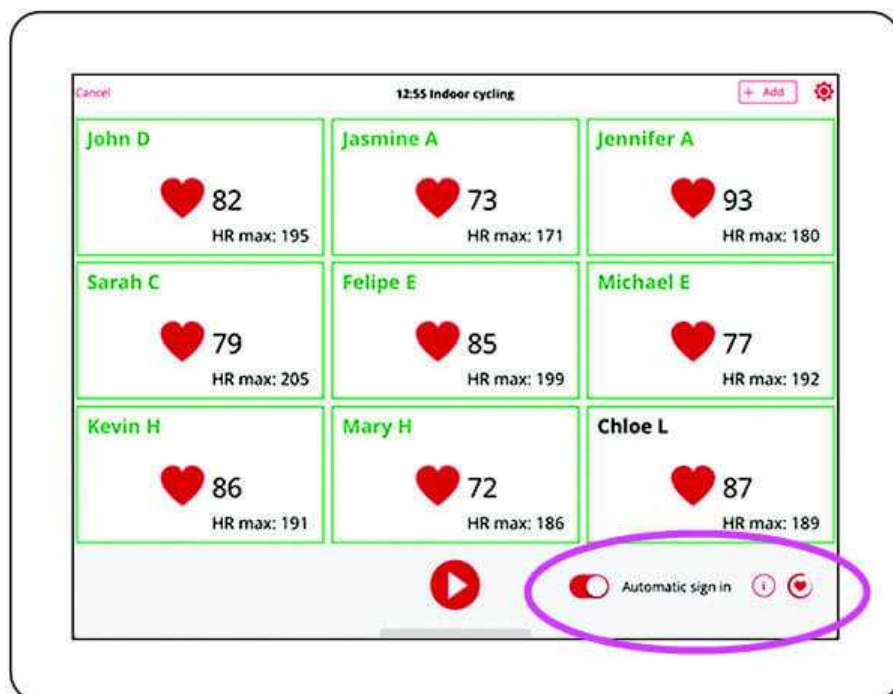 Cancel 12:55 Indoor cycling + Add
John D Jasmine A Jennifer A
82 73 93
HR max: 195 HR max: 171 HR max: 180
Sarah C Felipe E Michael E
79 85 77
HR max: 205 HR max: 199 HR max: 192
Kevin H Mary H Chloe L
86 72 87
HR max: 191 HR max: 186 HR max: 189
Automatic sign in i